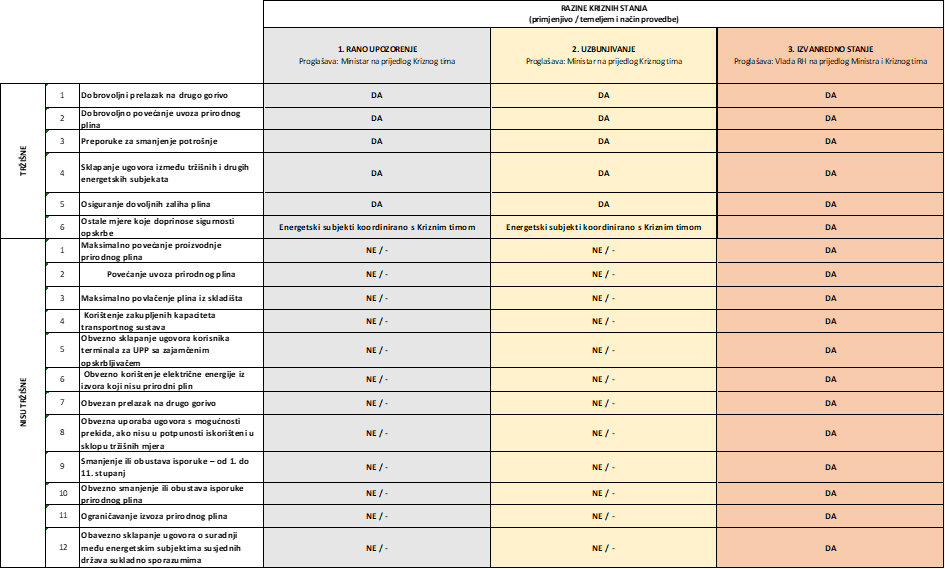 RAZINE KRIZNIH STANJA
(primjenjivo / temeljem i način provedbe)
1. RANO UPOZORENJE
Proglašava: Ministar na prijedlog Kriznog tima
2. UZBUNJIVANJE
Proglašava: Ministar na prijedlog Kriznog tima
3. IZVANREDNO STANJE
Proglašava: Vlada RH na prijedlog Ministra i Kriznog tima
TRŽIŠNE
1 Dobrovoljni prelazak na drugo gorivo DA DA DA
2 Dobrovoljno povećanje uvoza prirodnog
plina DA DA DA
3 Preporuke za smanjenje potrošnje DA DA DA
4 Sklapanje ugovora između tržišnih i drugih
energetskih subjekata DA DA DA
5 Osiguranje dovoljnih zaliha plina DA DA DA
6 Ostale mjere koje doprinose sigurnosti
opskrbe Energetski subjekti koordinirano s Kriznim timom Energetski subjekti koordinirano s Kriznim timom DA
NISU TRŽIŠNE
1 Maksimalno povećanje proizvodnje
prirodnog plina NE / - NE / - DA
2 Povećanje uvoza prirodnog plina NE / - NE / - DA
3 Maksimalno povlačenje plina iz skladišta NE / - NE / - DA
4 Korištenje zakupljenih kapaciteta
transportnog sustava NE / - NE / - DA
5 Obvezno sklapanje ugovora korisnika
terminala za UPP sa zajamčenim
opskrbljivačem NE / - NE / - DA
6 Obvezno korištenje električne energije iz
izvora koji nisu prirodni plin NE / - NE / - DA
7 Obvezan prelazak na drugo gorivo NE / - NE / - DA
8 Obvezna uporaba ugovora s mogućnosti
prekida, ako nisu u potpunosti iskorišteni u
sklopu tržišnih mjera NE / - NE / - DA
9 Smanjenje ili obustava isporuke – od 1. do
11. stupanj NE / - NE / - DA
10 Obvezno smanjenje ili obustava isporuke
prirodnog plina NE / - NE / - DA
11 Ograničavanje izvoza prirodnog plina NE / - NE / - DA
12 Obavezno sklapanje ugovora o suradnji
među energetskim subjektima susjednih
država sukladno sporazumima NE / - NE / - DA